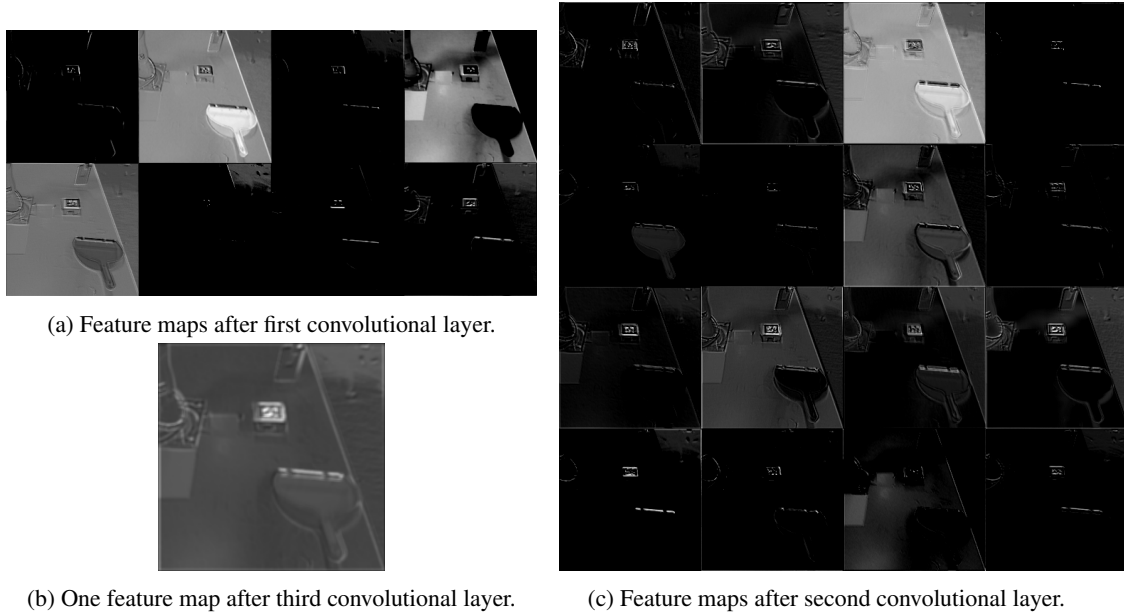 (a) Feature maps after first convolutional layer.
(b) One feature map after third convolutional layer.
(c) Feature maps after second convolutional layer.